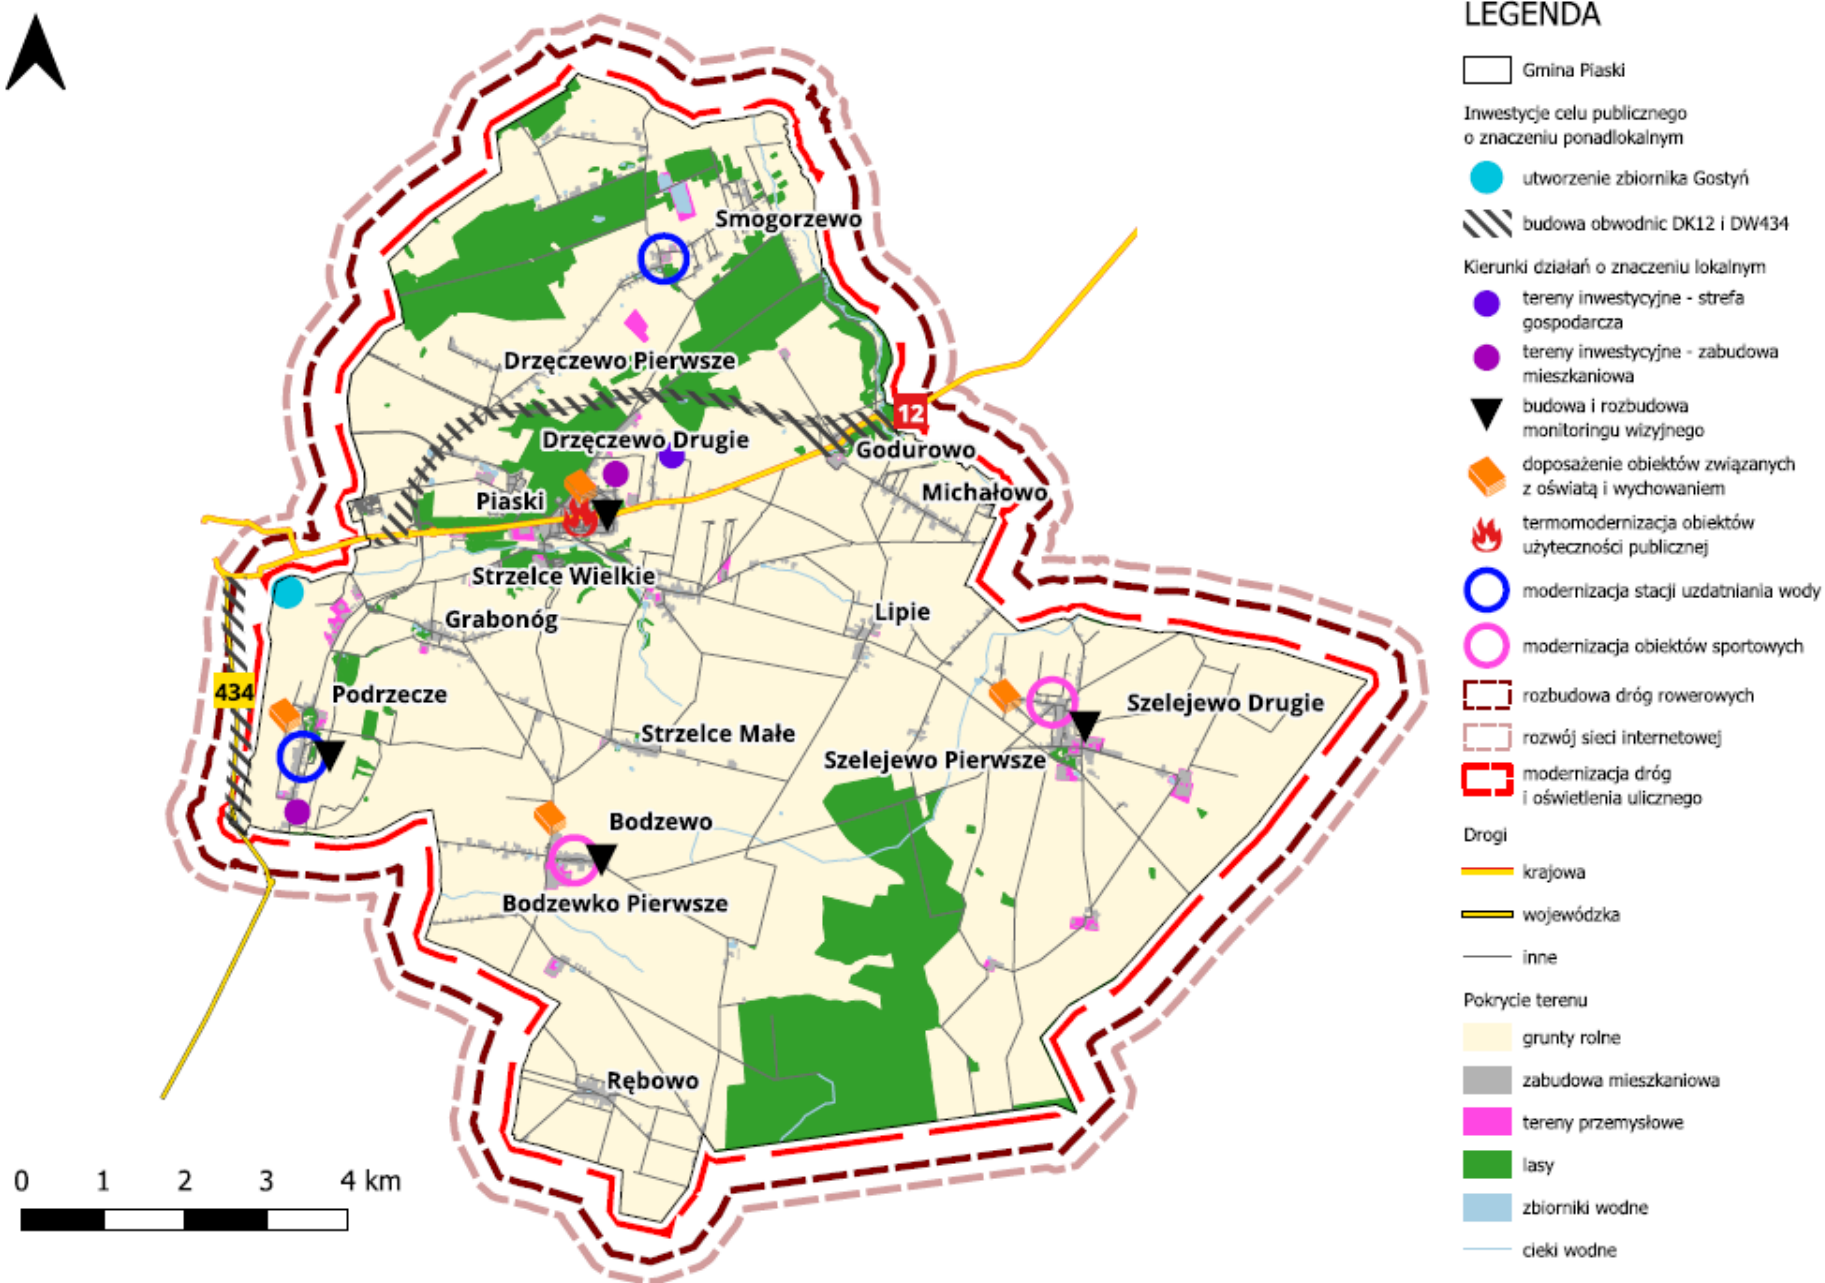 LEGENDA
Gmina Piaski
Inwestycje celu publicznego
o znaczeniu ponadlokalnym
utworzenie zbiornika Gostyń
budowa obwodnic DK12 i DW434
Kierunki działań o znaczeniu lokalnym
tereny inwestycyjne - strefa
gospodarcza
tereny inwestycyjne - zabudowa
mieszkaniowa
budowa i rozbudowa
monitoringu wizyjnego
doposażenie obiektów związanych
z oświatą i wychowaniem
termomodernizacja obiektów
użyteczności publicznej
modernizacja stacji uzdatniania wody
modernizacja obiektów sportowych
rozbudowa dróg rowerowych
rozwój sieci internetowej
modernizacja dróg
i oświetlenia ulicznego
Drogi
krajowa
wojewódzka
inne
Pokrycie terenu
grunty rolne
zabudowa mieszkaniowa
tereny przemysłowe
lasy
zbiorniki wodne
cieki wodne
Smogorzewo
Drzęczewo Pierwsze
12
Drzęczewo Drugie
Godurowo
Piaski
Michałowo
Strzelce Wielkie
Grabonóg
Lipie
434
Podrzecze
Szelejewo Drugie
Strzelce Małe
Szelejewo Pierwsze
Bodzewo
Bodzewko Pierwsze
Rębowo
0 1 2 3 4 km